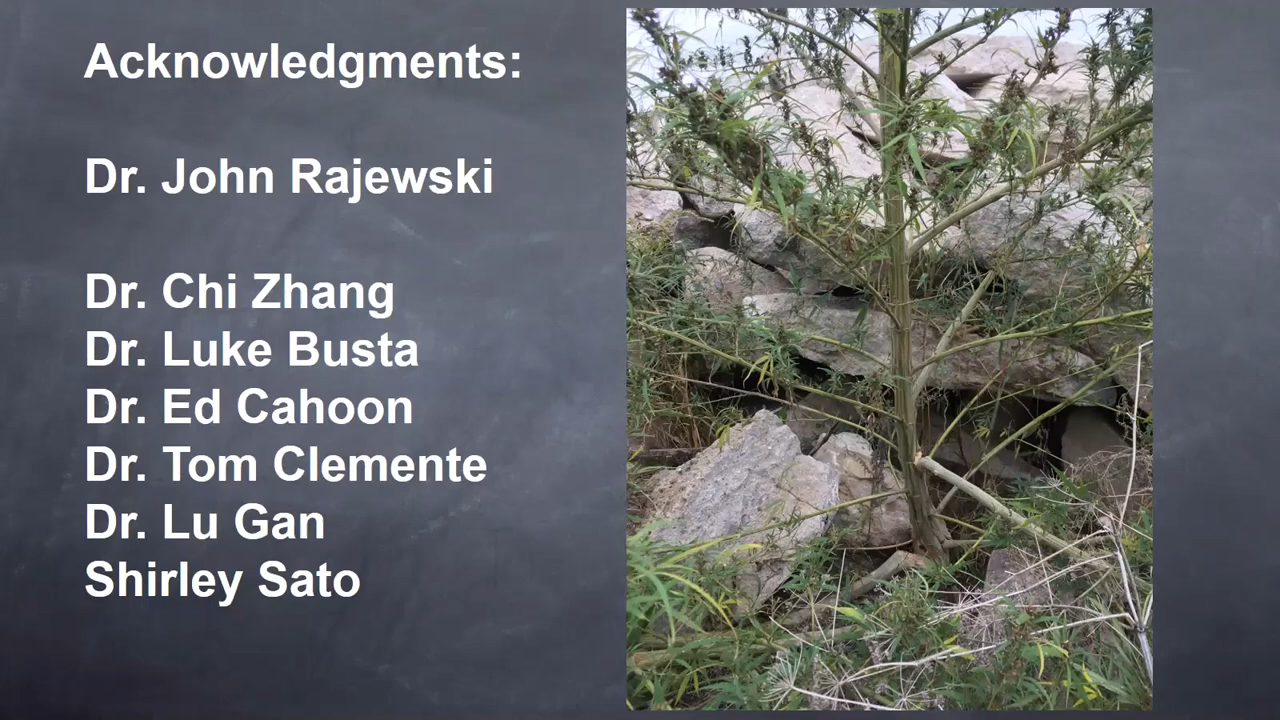 Acknowledgments:
Dr. John Rajewski
Dr. Chi Zhang
Dr. Luke Busta
Dr. Ed Cahoon
Dr. Tom Clemente
Dr. Lu Gan
Shirley Sato